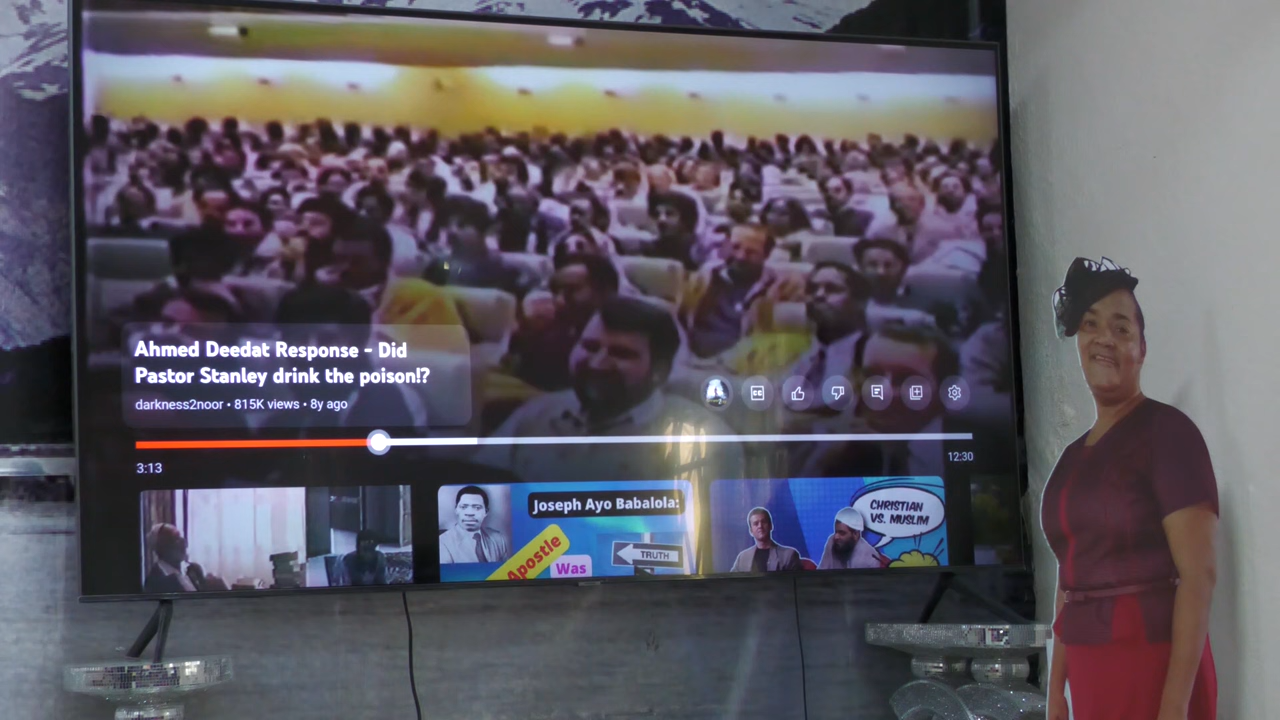 Ahmed Deedat Response - Did
Pastor Stanley drink the poison!?
darkness2noor • 815K views • 8y ago
CC
3:13
12:30
Joseph Ayo Babalola:
Apostle
Was
TRUTH
CHRISTIAN
VS. MUSLIM